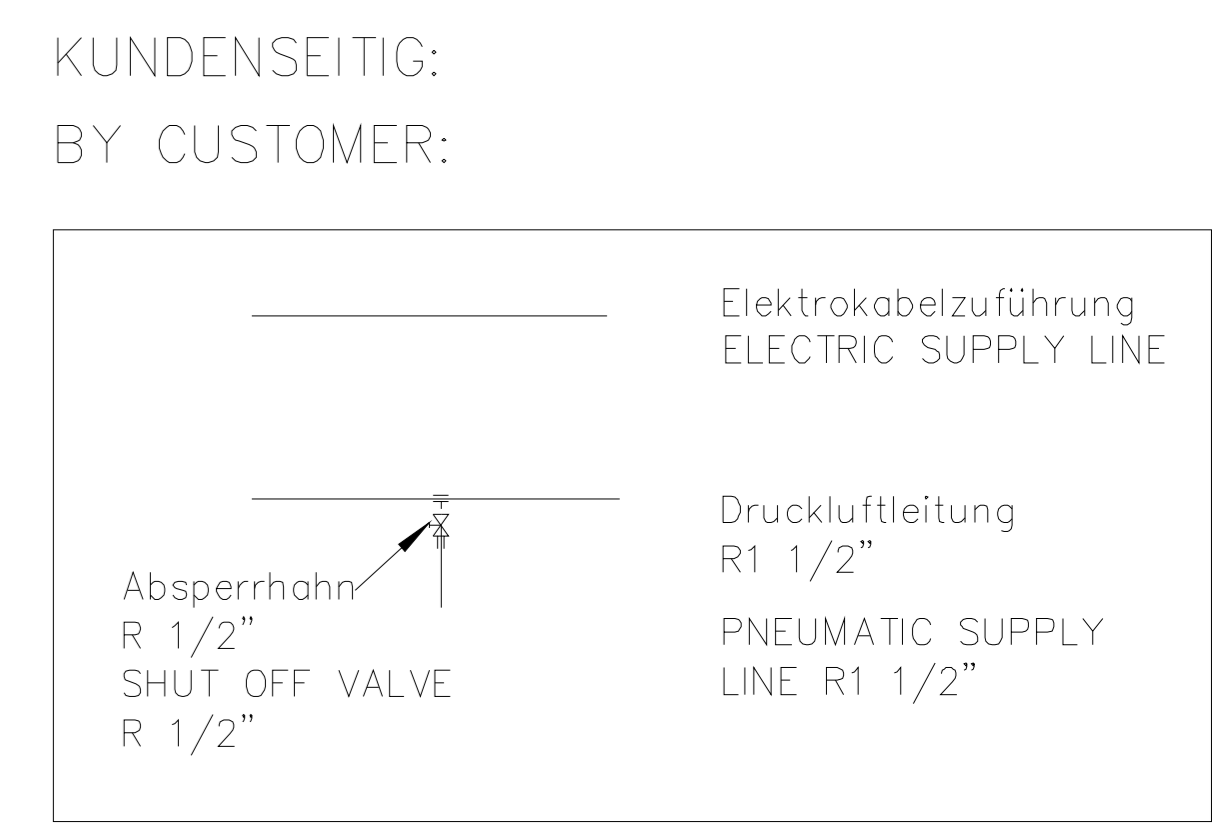 KUNDENSEITIG:
BY CUSTOMER:
Elektrokabelzuführung
ELECTRIC SUPPLY LINE
Druckluftleitung
R1 1/2”
PNEUMATIC SUPPLY
LINE R1 1/2”
Absperrhahn
R 1/2”
SHUT OFF VALVE
R 1/2”